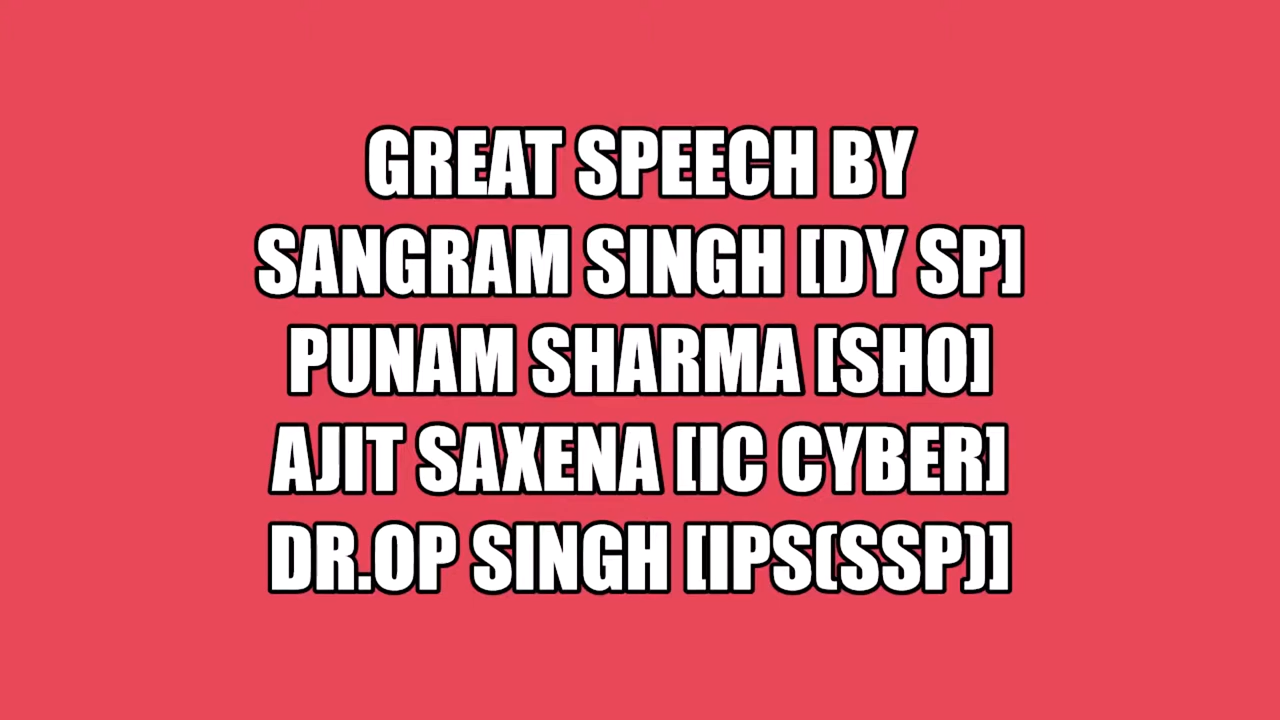 GREAT SPEECH BY
SANGRAM SINGH [DY SP]
PUNAM SHARMA [SHO]
AJIT SAXENA [IC CYBER]
DR.OP SINGH [IPS(SSP)]